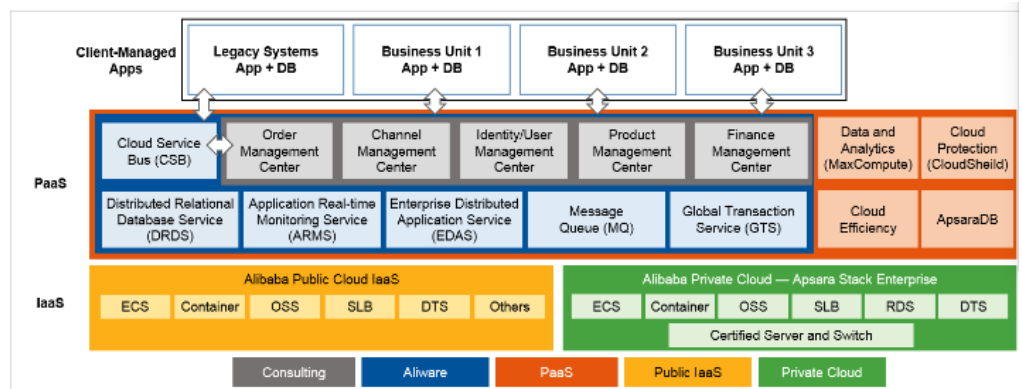 Client-Managed
Apps
Legacy Systems
App + DB
Business Unit 1
App + DB
Business Unit 2
App + DB
Business Unit 3
App + DB
PaaS
Cloud Service
Bus (CSB)
Order
Management
Center
Channel
Management
Center
Identity/User
Management
Center
Product
Management
Center
Finance
Management
Center
Data and
Analytics
(MaxCompute)
Cloud
Protection
(CloudSheild)
Distributed Relational
Database Service
(DRDS)
Application Real-time
Monitoring Service
(ARMS)
Enterprise Distributed
Application Service
(EDAS)
Message
Queue (MQ)
Global Transaction
Service (GTS)
Cloud
Efficiency
ApsaraDB
IaaS
Alibaba Public Cloud IaaS
ECS
Container
OSS
SLB
DTS
Others
Alibaba Private Cloud — Apsara Stack Enterprise
ECS
Container
OSS
SLB
RDS
DTS
Certified Server and Switch
Consulting
Aliware
PaaS
Public IaaS
Private Cloud